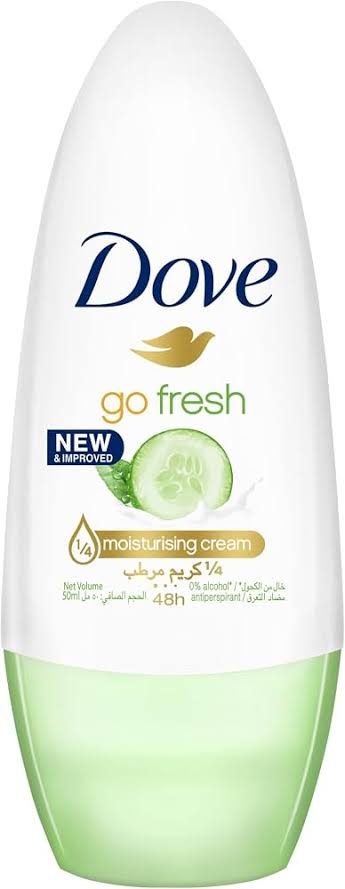 Dove
go fresh
NEW
& IMPROVED
1/4 moisturising cream
1/4 كريم مرطب
Net Volume
50ml الحجم الصافي: ٥٠ مل
48h
0% alcohol* / *خال من الكحول
antiperspirant / مضاد التعرق